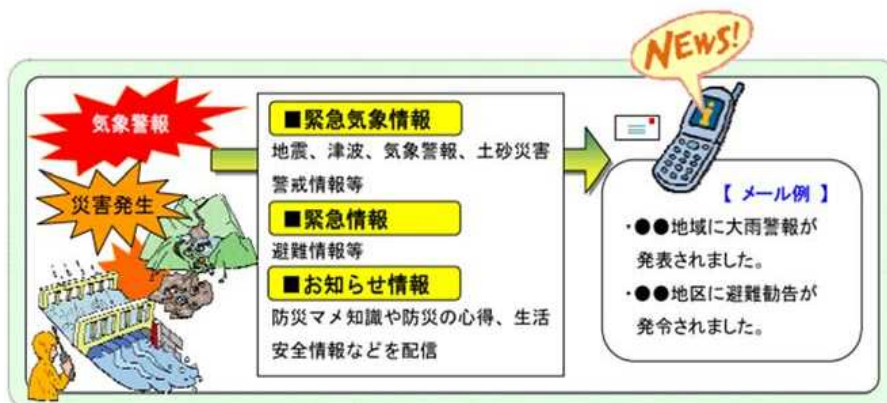 NEWS!
気象警報
災害発生
■緊急気象情報
地震、津波、気象警報、土砂災害
警戒情報等
■緊急情報
避難情報等
■お知らせ情報
防災マメ知識や防災の心得、生活
安全情報などを配信
【 メール例 】
・●●地域に大雨警報が
発表されました。
・●●地区に避難勧告が
発令されました。